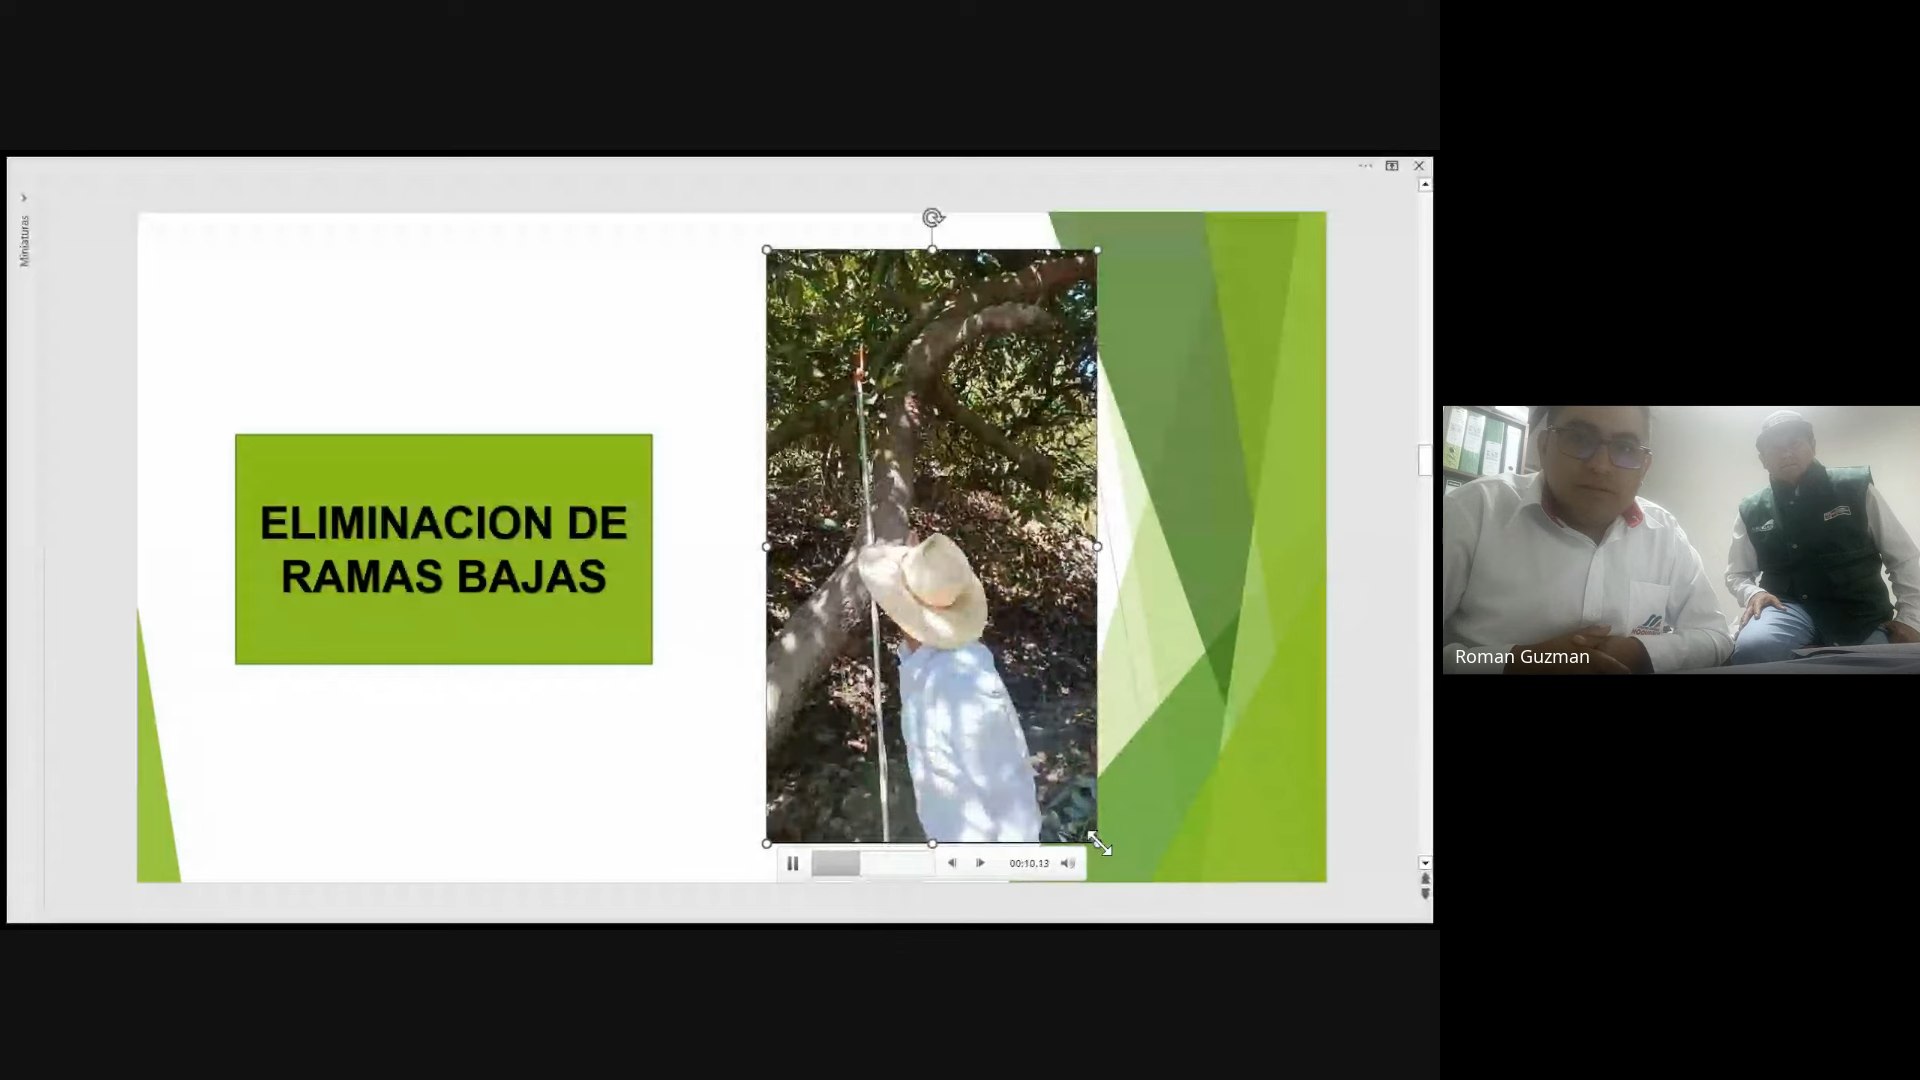 Miniaturas
ELIMINACION DE
RAMAS BAJAS
00:10,13
Roman Guzman